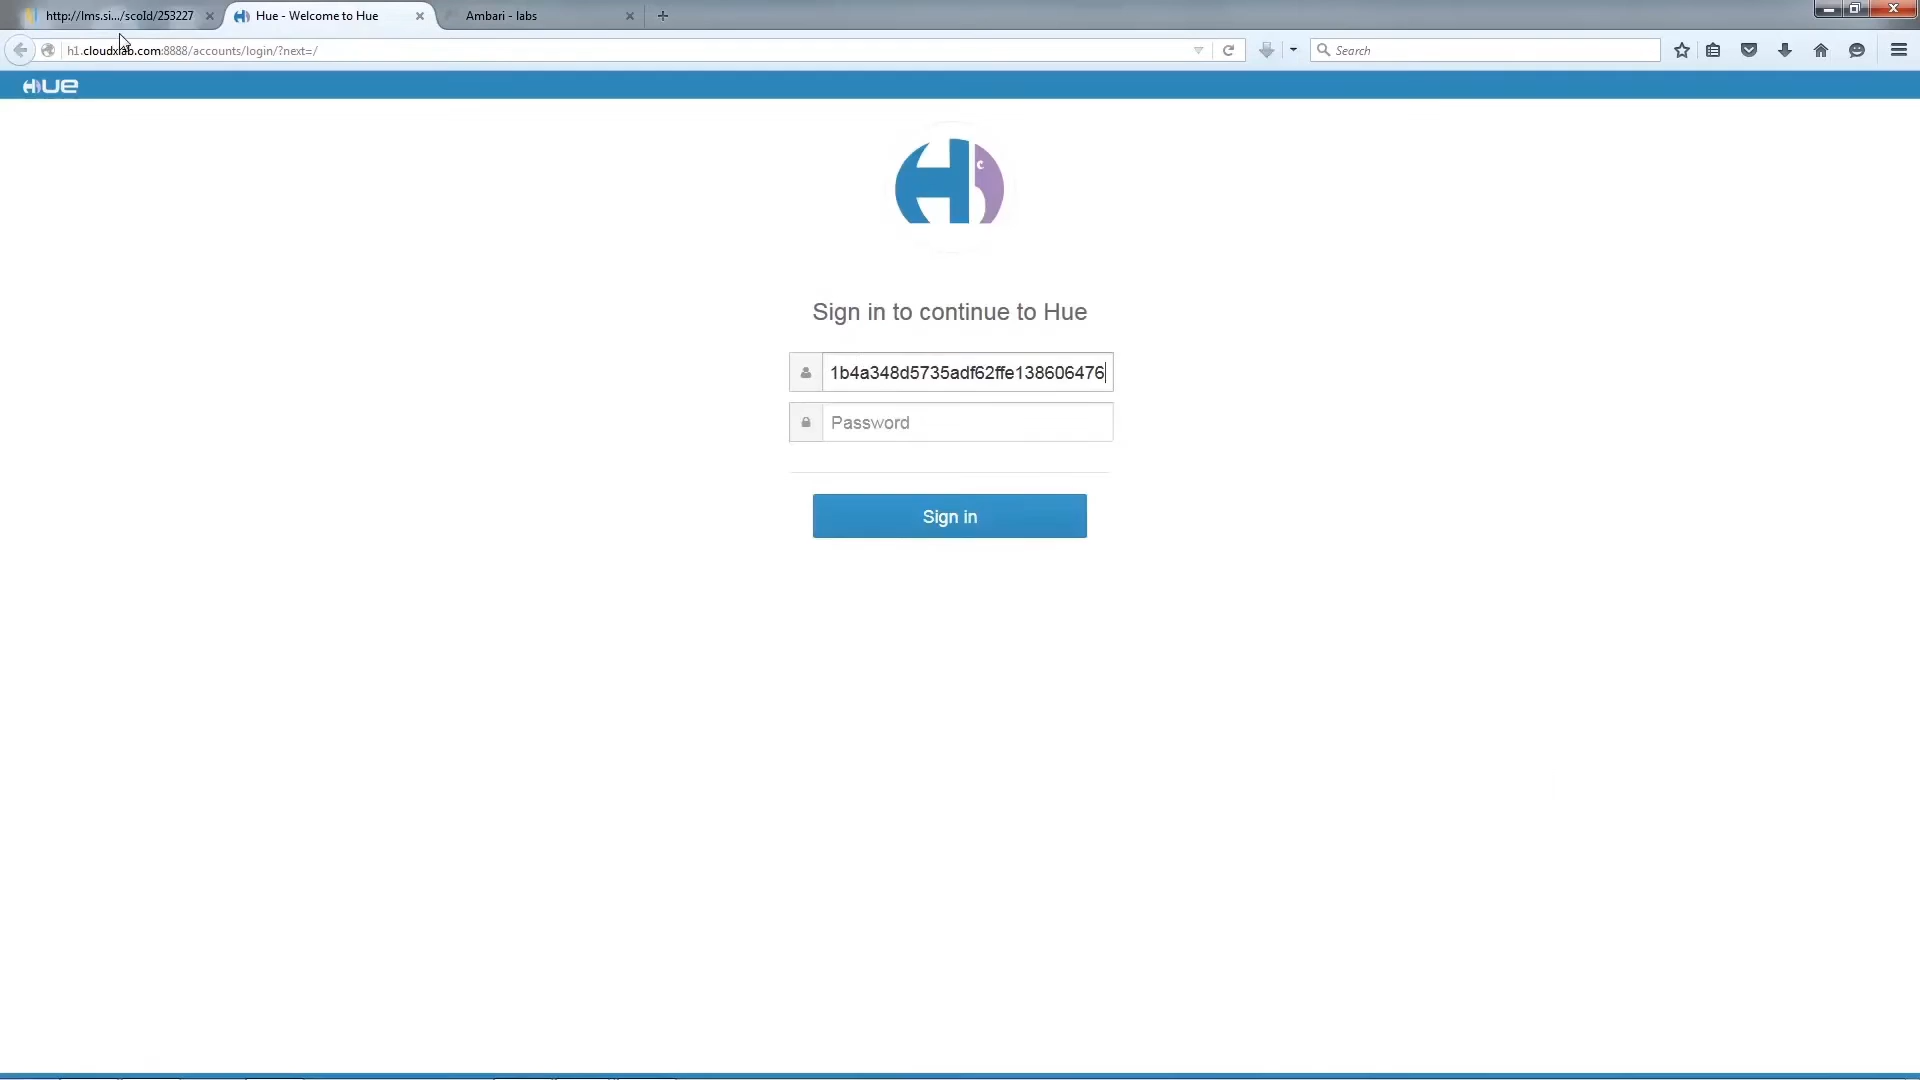 http://lms.si.../scoId/253227
Hue - Welcome to Hue
Ambari - labs
h1.cloudxlab.com:8888/accounts/login/?next=/
Search
HUE
Sign in to continue to Hue
1b4a348d5735adf62ffe138606476
Password
Sign in